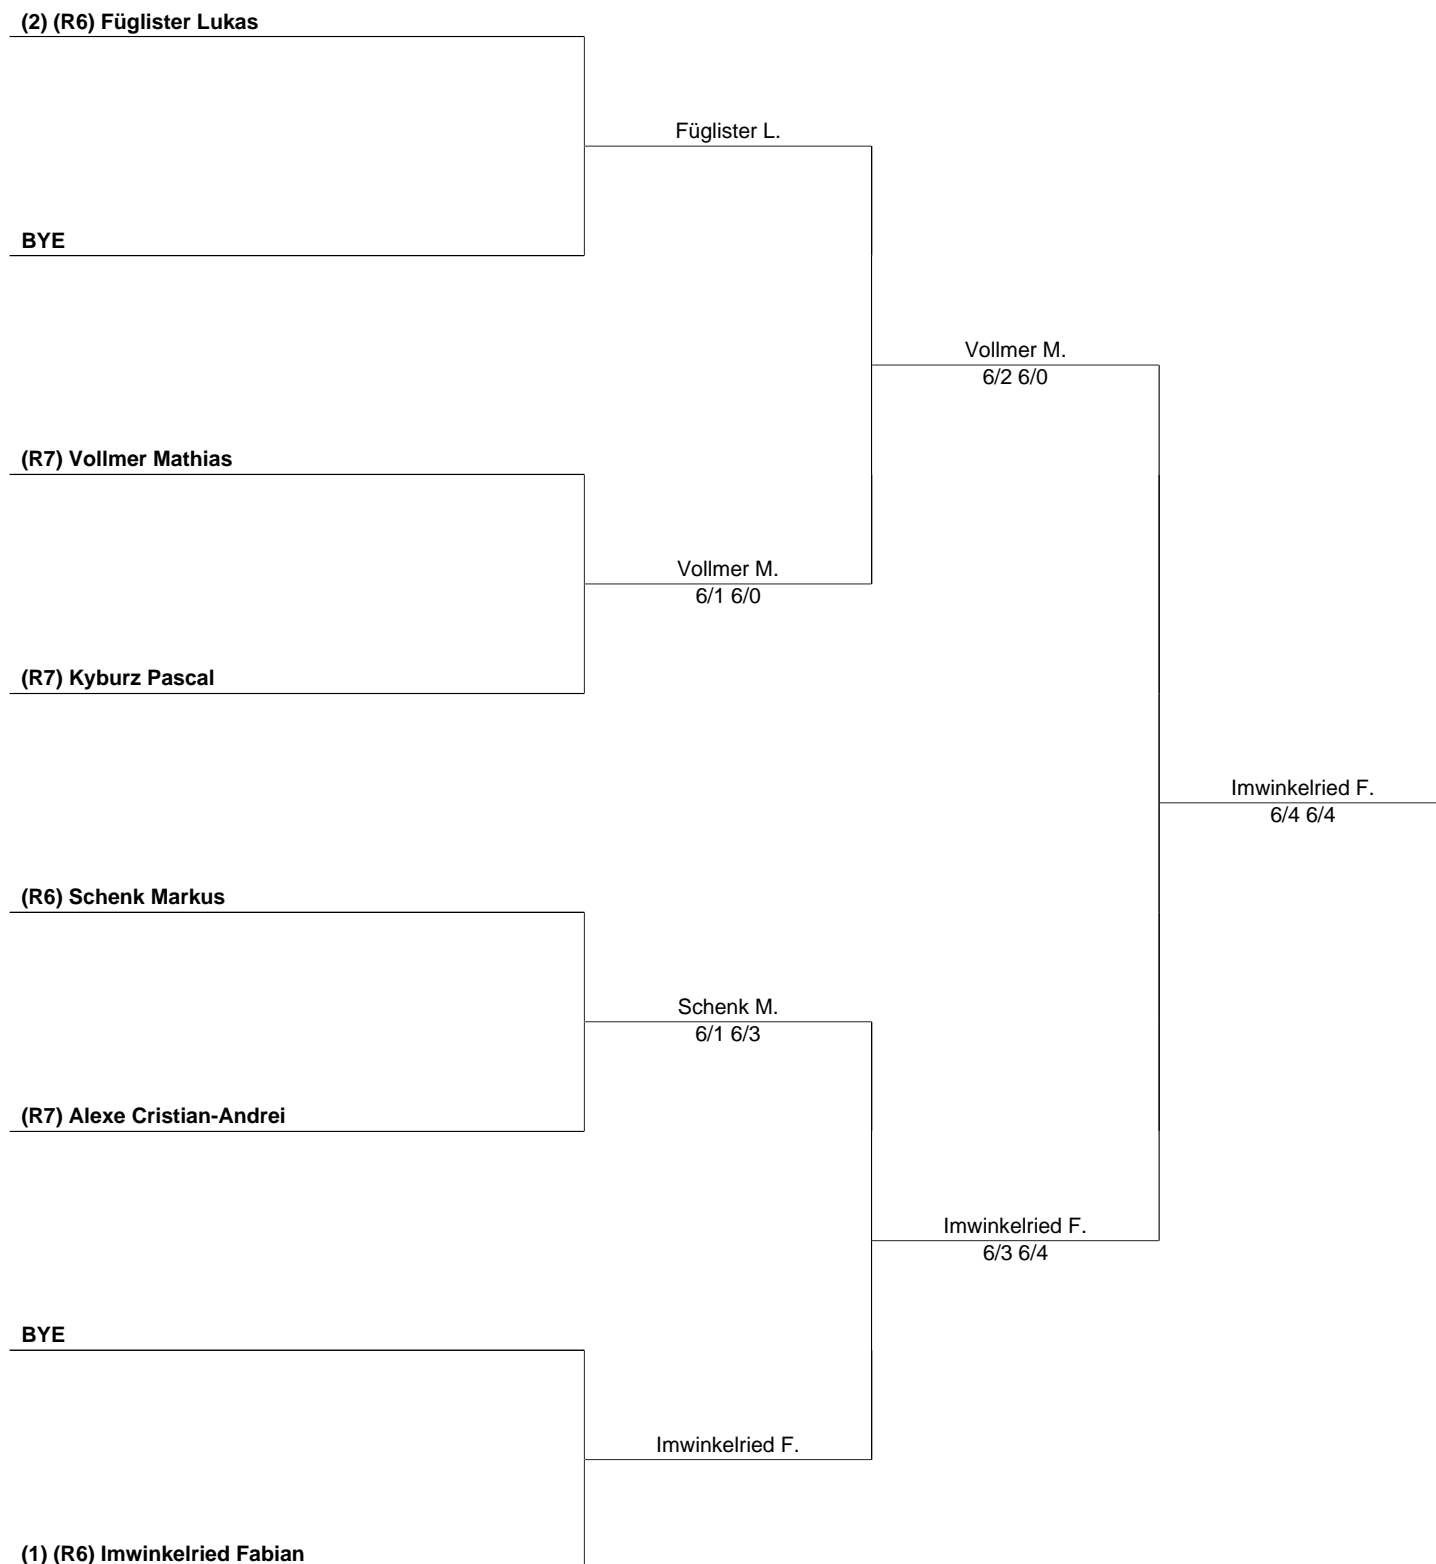 (2) (R6) Füglister Lukas
Füglister L.
BYE
Vollmer M.
6/2 6/0
(R7) Vollmer Mathias
Vollmer M.
6/1 6/0
(R7) Kyburz Pascal
Imwinkelried F.
6/4 6/4
(R6) Schenk Markus
Schenk M.
6/1 6/3
(R7) Alexe Cristian-Andrei
Imwinkelried F.
6/3 6/4
BYE
Imwinkelried F.
(1) (R6) Imwinkelried Fabian